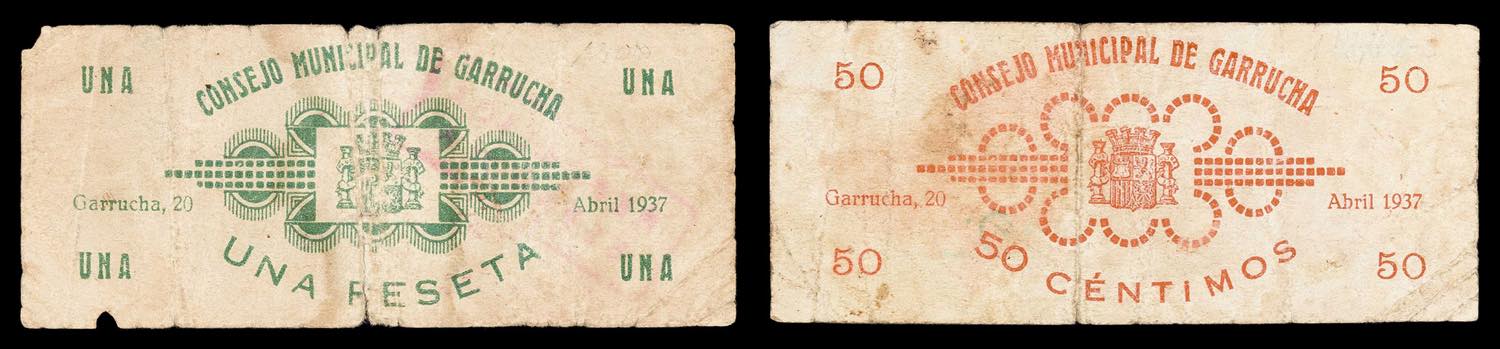 UNA UNA
CONSEJO MUNICIPAL DE GARRUCHA
Garrucha, 20 Abril 1937
UNA UNA
UNA PESETA
50 50
CONSEJO MUNICIPAL DE GARRUCHA
Garrucha, 20 Abril 1937
50 50
50 CÉNTIMOS